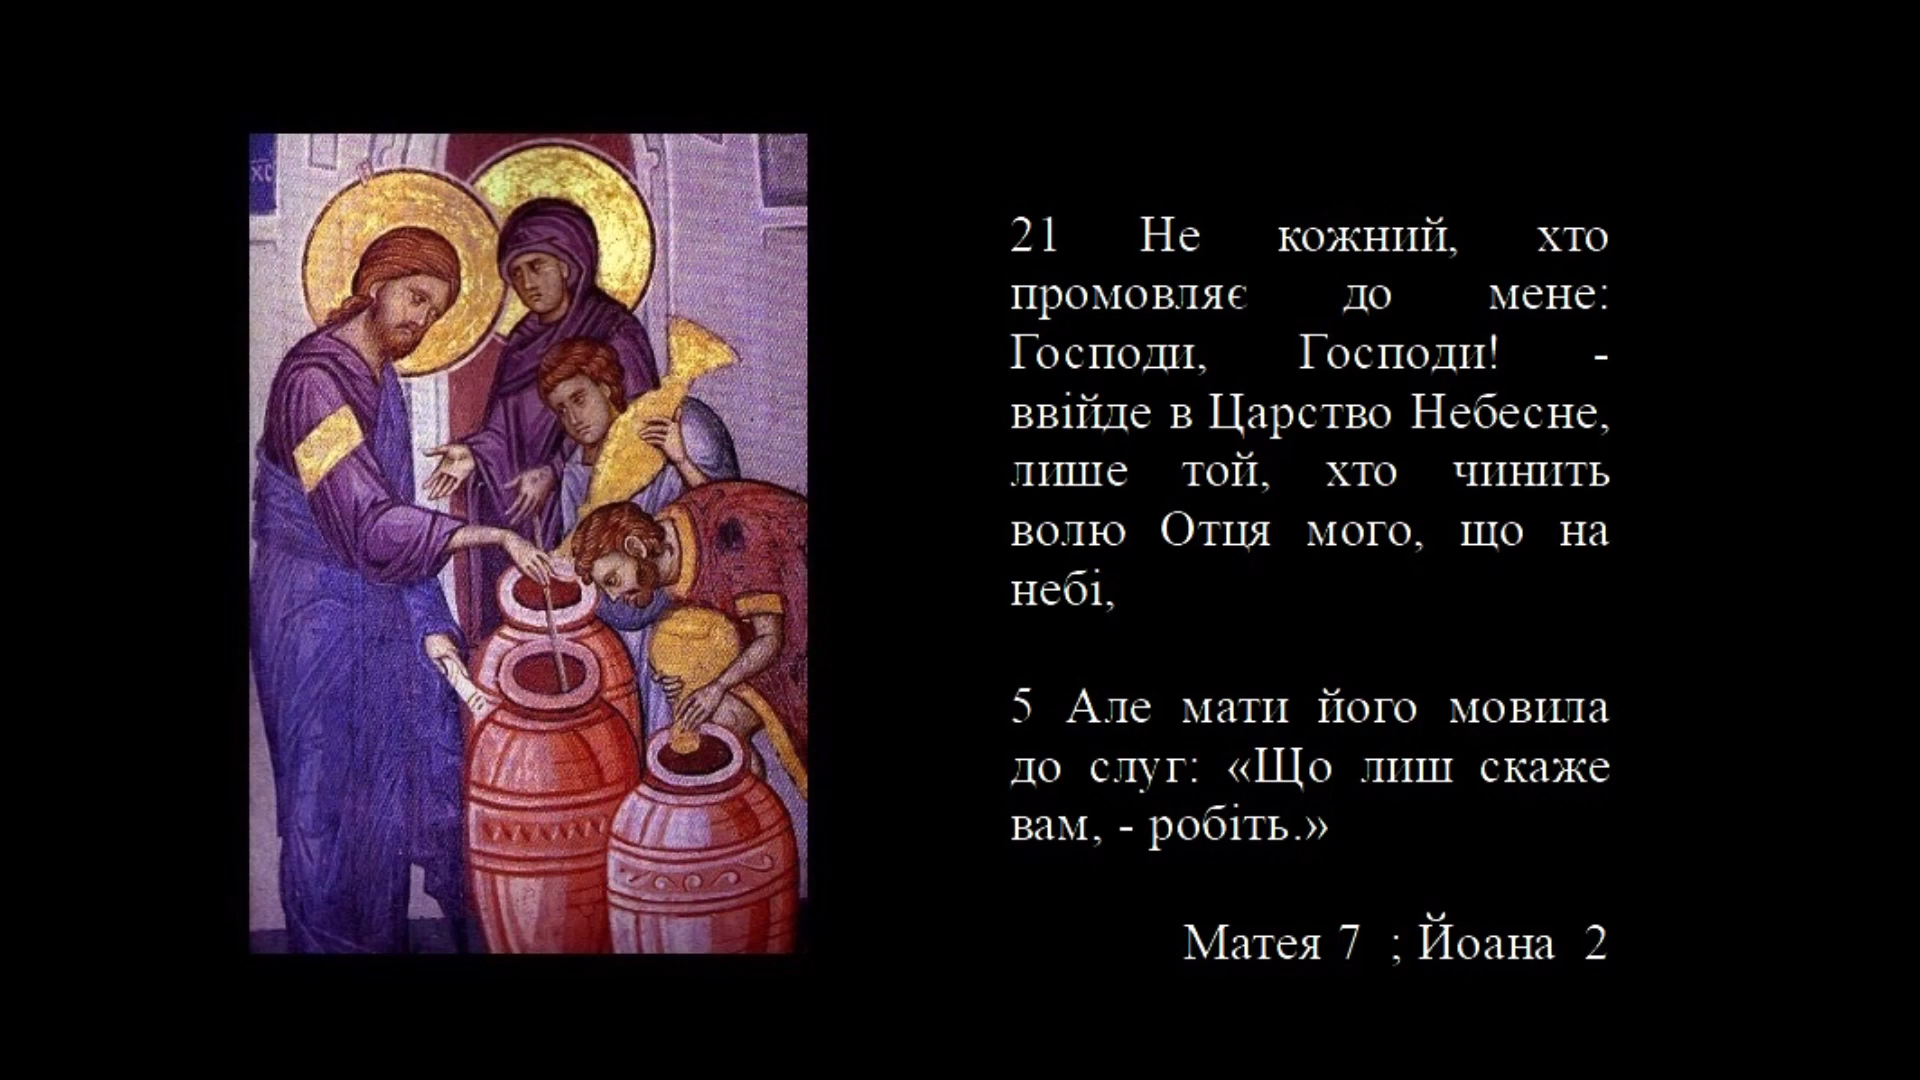 ХС
21 Не кожний, хто
промовляє до мене:
Господи, Господи! -
ввійде в Царство Небесне,
лише той, хто чинить
волю Отця мого, що на
небі,
5 Але мати його мовила
до слуг: «Що лиш скаже
вам, - робіть.»
Матея 7 ; Йоана 2